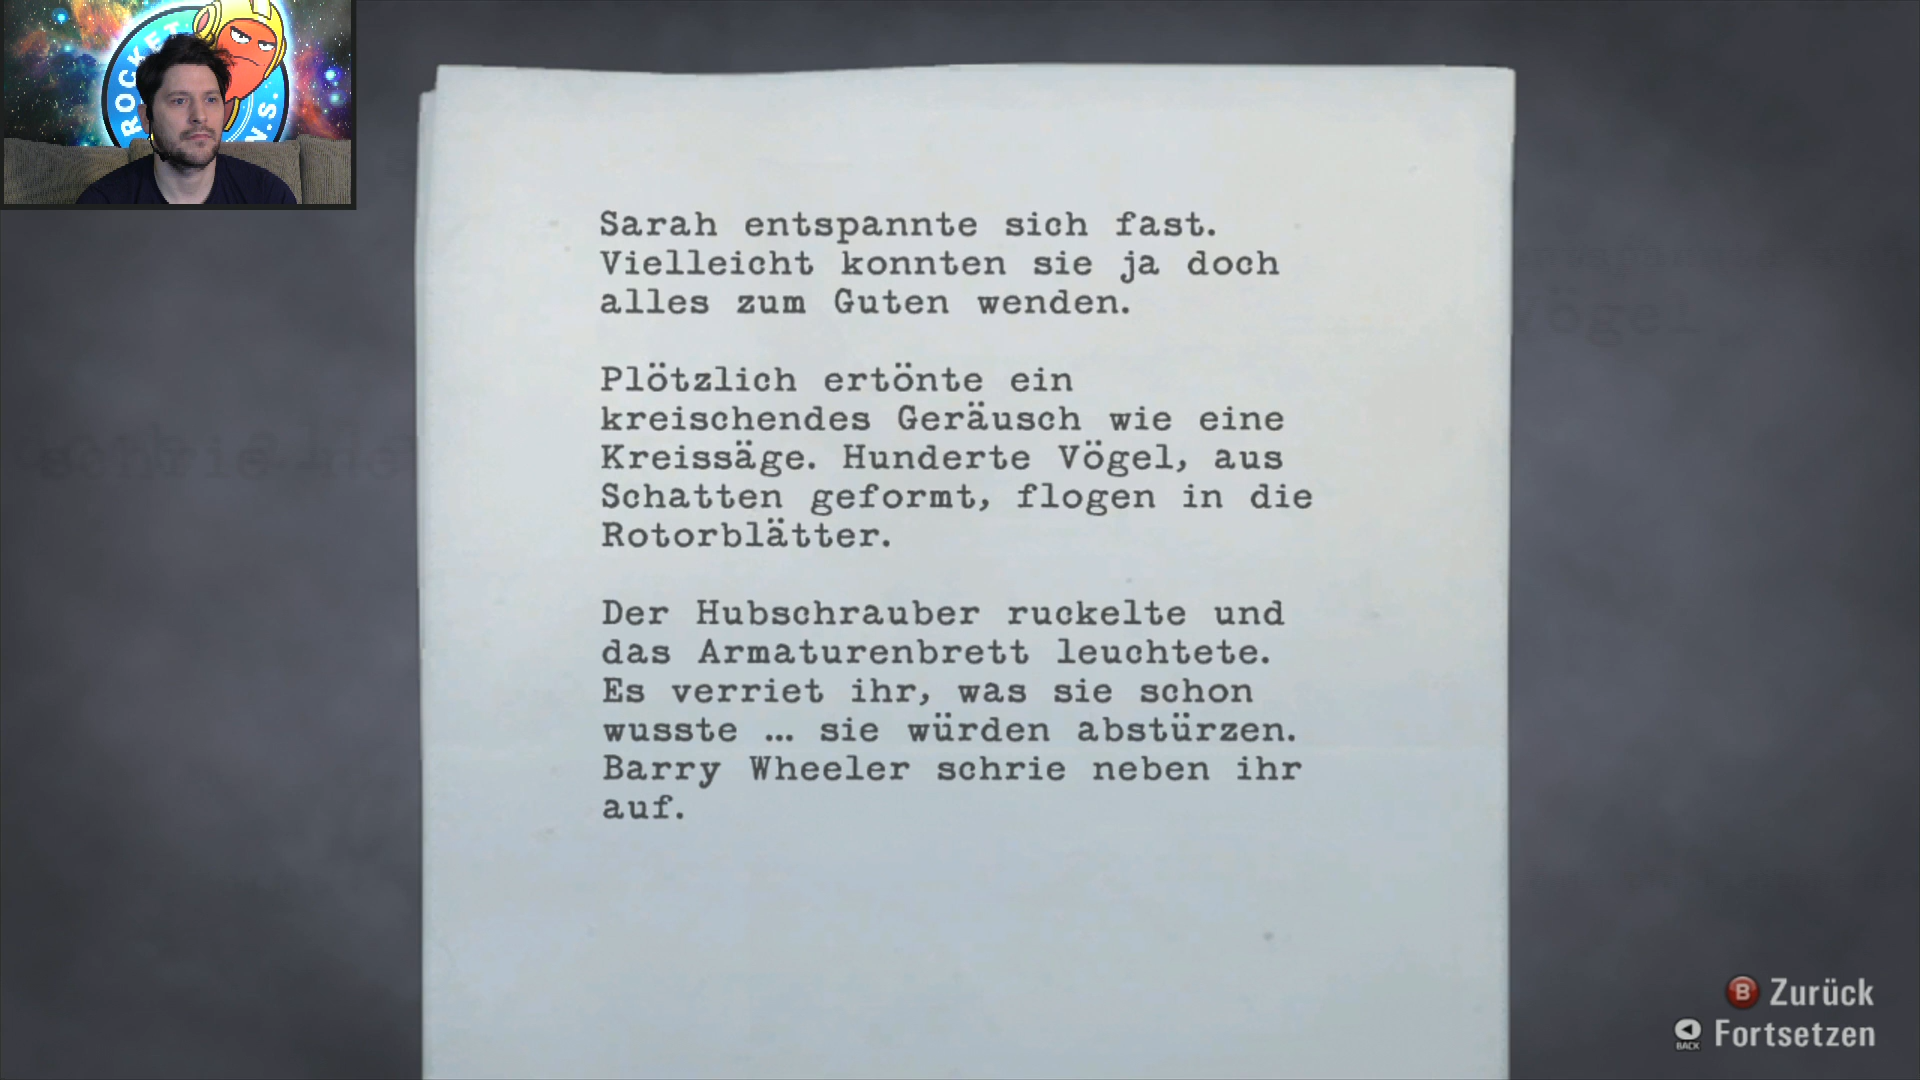 ROCKET
N.S.
Sarah entspannte sich fast.
Vielleicht konnten sie ja doch
alles zum Guten wenden.
Plötzlich ertönte ein
kreischendes Geräusch wie eine
Kreissäge. Hunderte Vögel, aus
Schatten geformt, flogen in die
Rotorblätter.
Der Hubschrauber ruckelte und
das Armaturenbrett leuchtete.
Es verriet ihr, was sie schon
wusste … sie würden abstürzen.
Barry Wheeler schrie neben ihr
auf.
B Zurück
BACK Fortsetzen